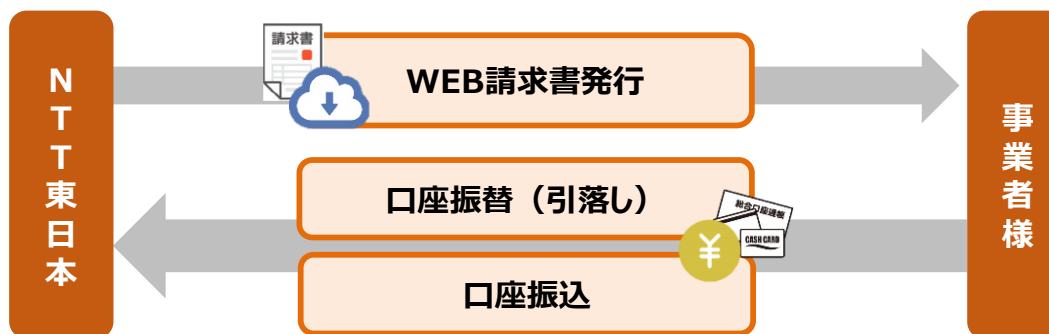 NTT東日本
請求書
WEB請求書発行
事業者様
口座振替（引落し）
総合口座通帳
CASH CARD
¥
口座振込